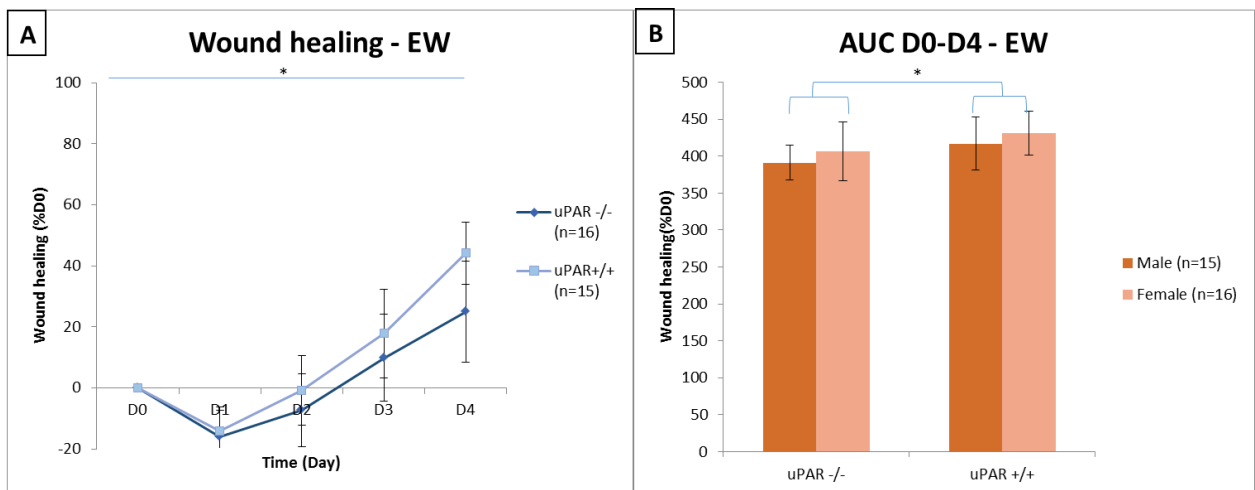 A
Wound healing - EW
*
100
80
60
40
20
0
-20
Wound healing (%D0)
D0
D1
D2
D3
D4
Time (Day)
uPAR -/-
(n=16)
uPAR+/+
(n=15)
B
AUC D0-D4 - EW
*
500
450
400
350
300
250
200
150
100
50
0
Wound healing(%D0)
uPAR -/-
uPAR +/+
Male (n=15)
Female (n=16)